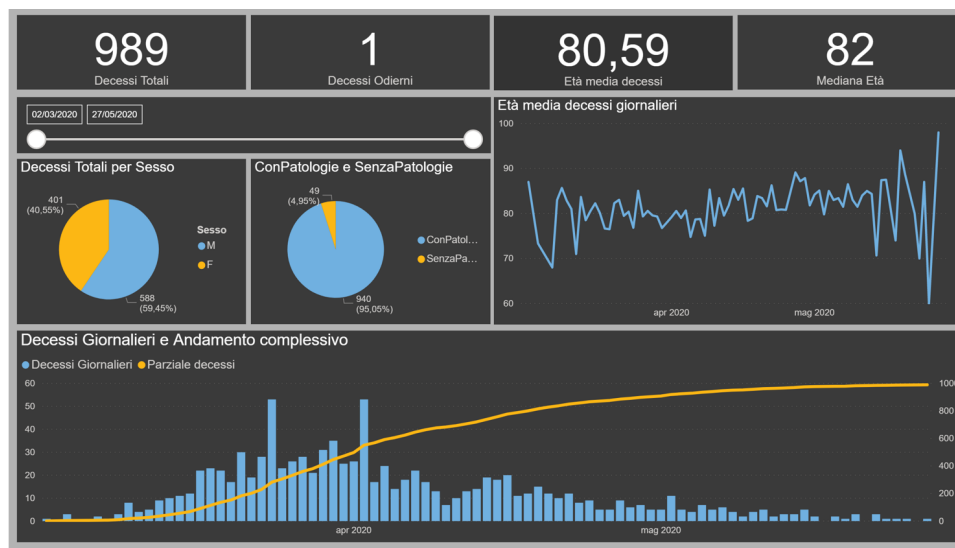 989
Decessi Totali
1
Decessi Odierni
80,59
Età media decessi
82
Mediana Età
02/03/2020
27/05/2020
Età media decessi giornalieri
100
90
80
70
60
apr 2020
mag 2020
Decessi Totali per Sesso
401
(40,55%)
588
(59,45%)
Sesso
M
F
ConPatologie e SenzaPatologie
49
(4,95%)
940
(95,05%)
ConPatol...
SenzaPa...
Decessi Giornalieri e Andamento complessivo
Decessi Giornalieri
Parziale decessi
60
50
40
30
20
10
0
1000
800
600
400
200
0
apr 2020
mag 2020